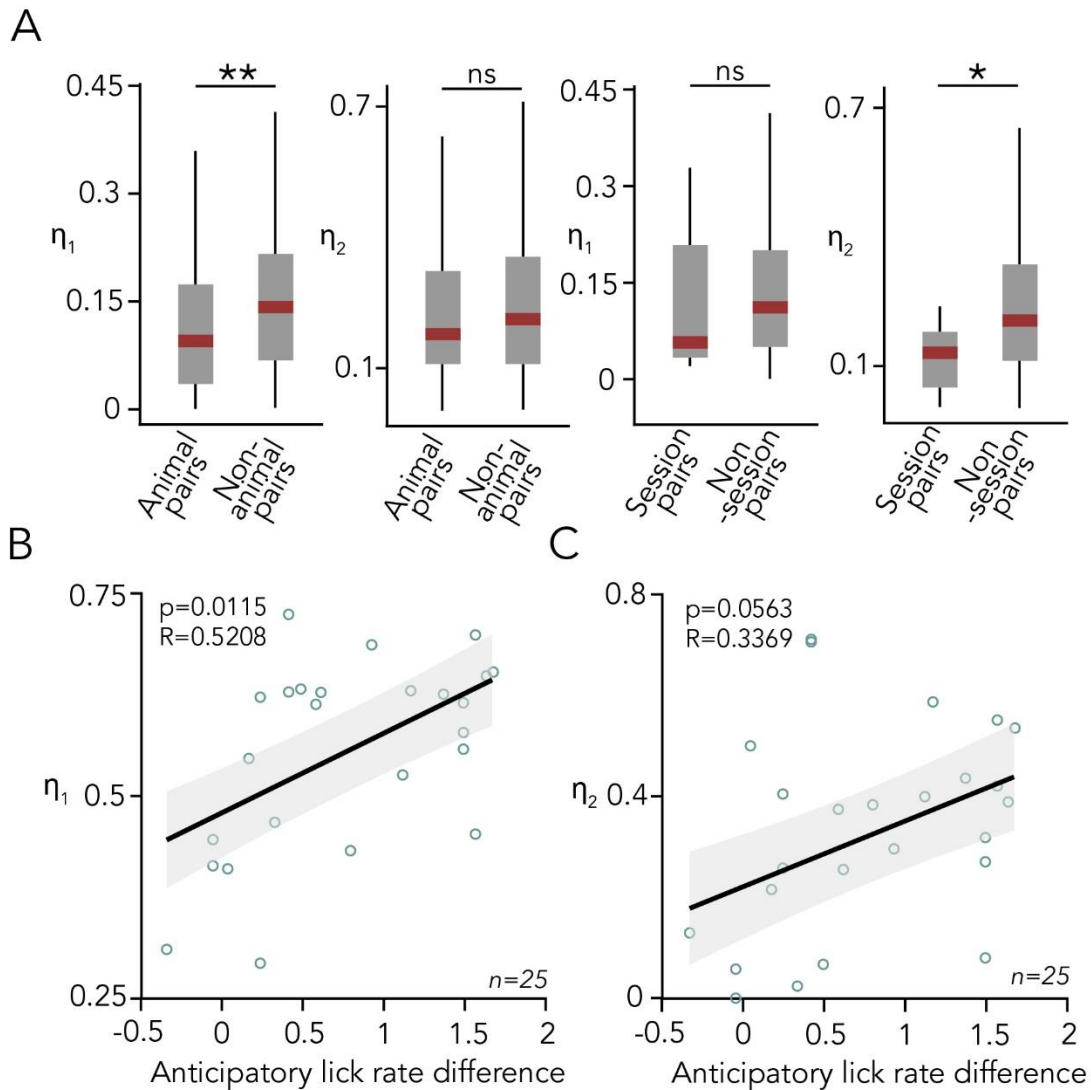 A
**
ns
ns
*
0.45
0.3
η1
0.15
0
0.7
η2
0.1
0.45
0.3
η1
0.15
0
0.7
η2
0.1
Animal
pairs
Non-
animal
pairs
Animal
pairs
Non-
animal
pairs
Session
pairs
Non
-session
pairs
Session
pairs
Non
-session
pairs
B
0.75
p=0.0115
R=0.5208
η1
0.5
0.25
n=25
-0.5 0 0.5 1 1.5 2
Anticipatory lick rate difference
C
0.8
p=0.0563
R=0.3369
η2
0.4
0
n=25
-0.5 0 0.5 1 1.5 2
Anticipatory lick rate difference